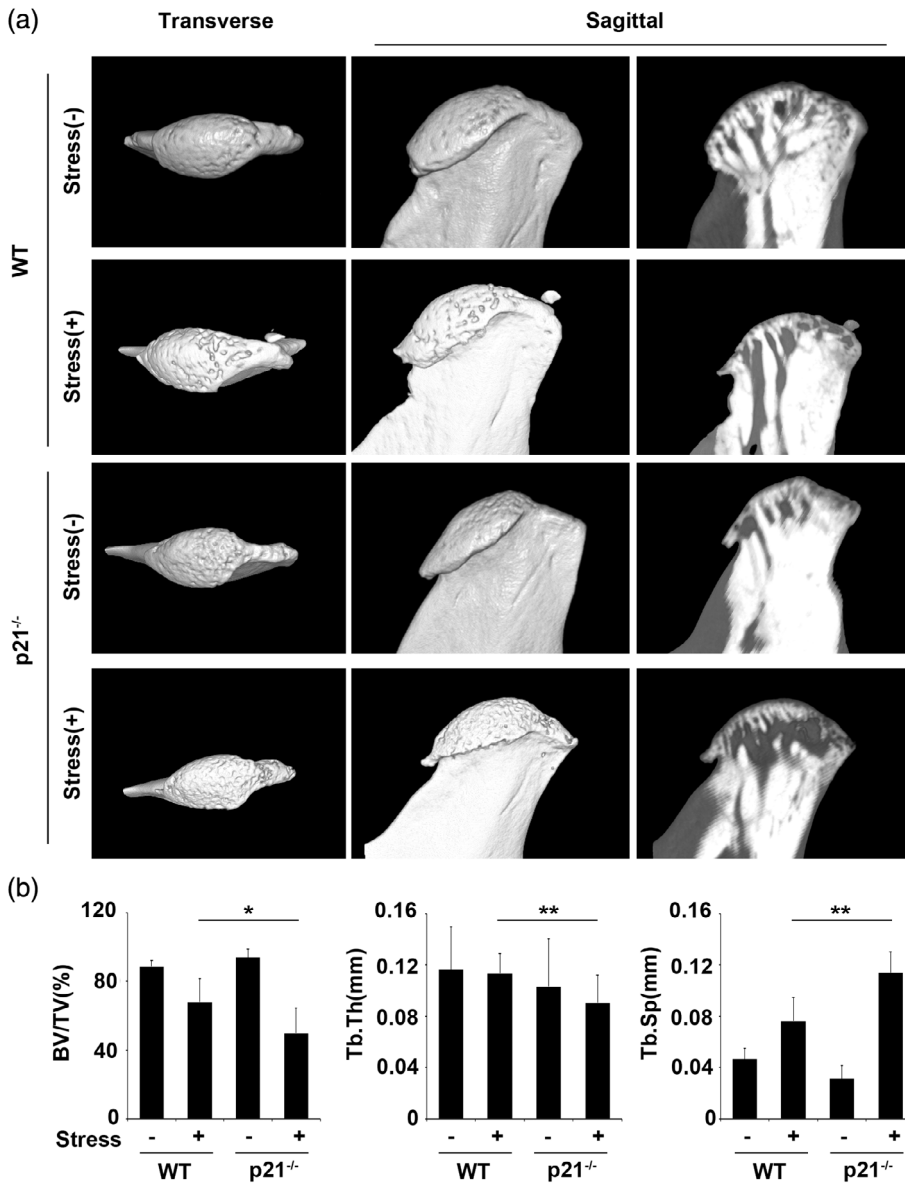 (a)
Transverse Sagittal
WT
Stress(-)
Stress(+)
p21-/-
Stress(-)
Stress(+)
(b)
BV/TV(%)
120
80
40
0
*
Tb.Th(mm)
0.16
0.12
0.08
0.04
0
**
Tb.Sp(mm)
0.16
0.12
0.08
0.04
0
**
Stress - + - + - + - + - + - +
WT p21-/- WT p21-/- WT p21-/-